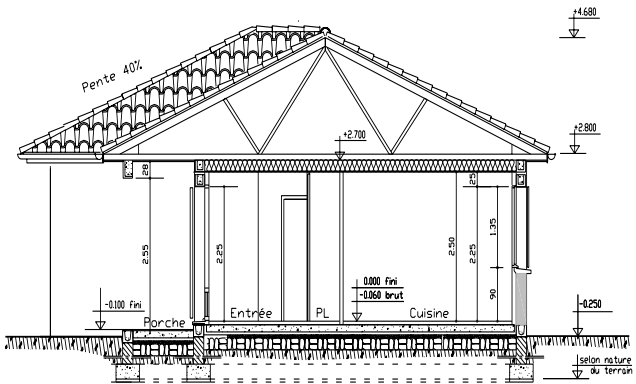 +4.680
Pente 40%
+2.800
+2.700
28
25
2.55
2.25
2.50
2.25
1.35
90
0.000 fini
-0.060 brut
-0.100 fini
-0.250
Porche
Entrée
PL
Cuisine
selon nature
du terrain